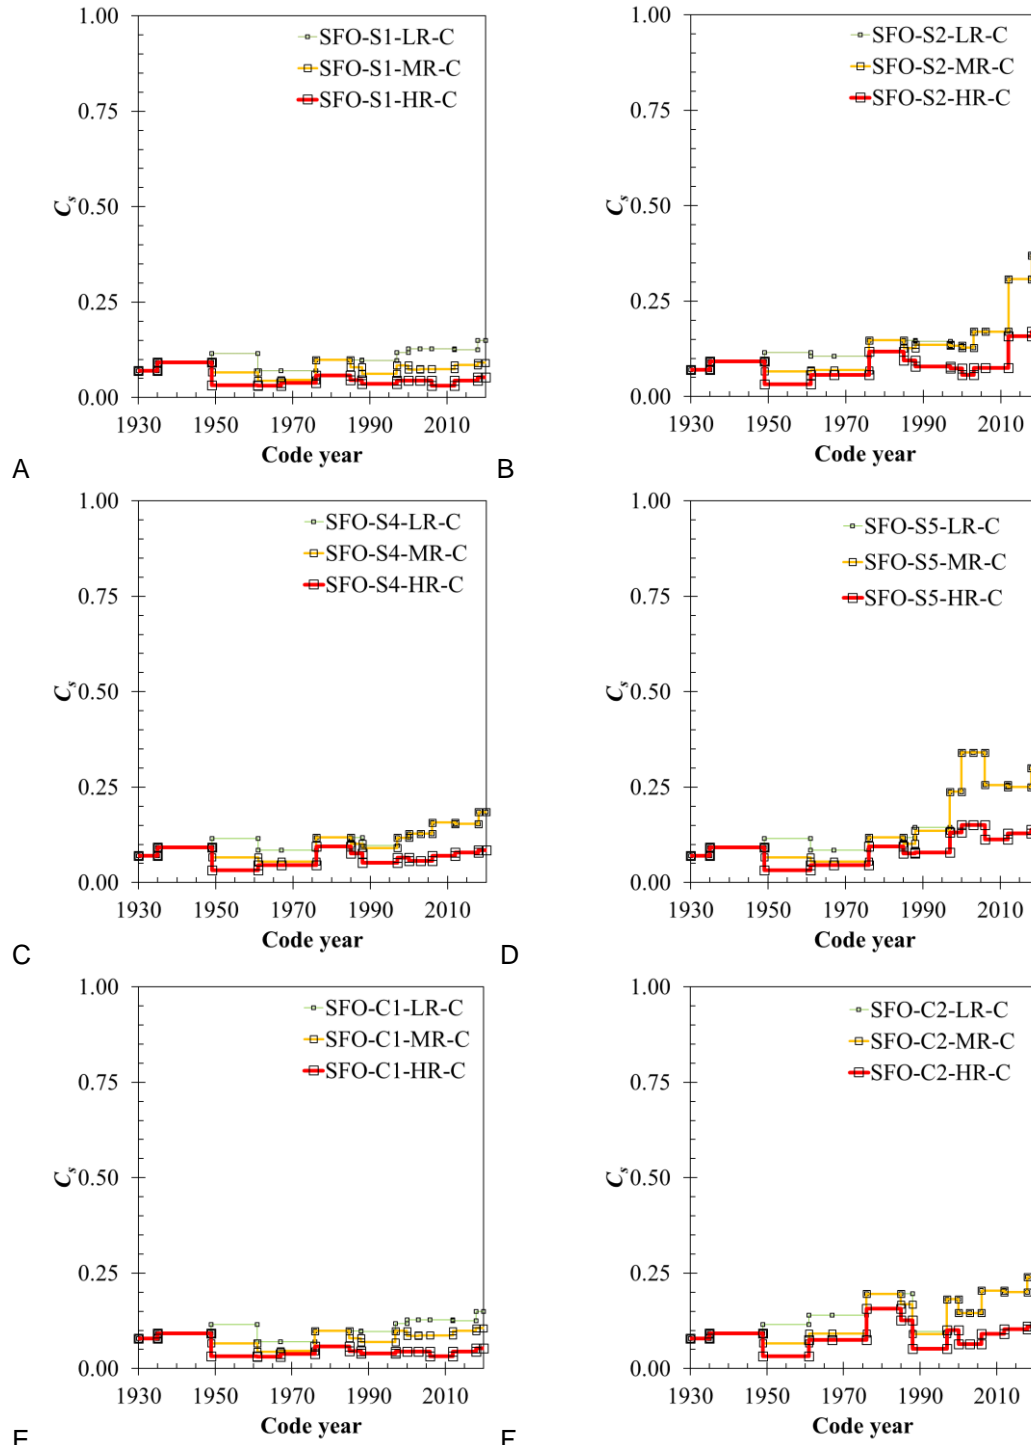 1.00
SFO-S1-LR-C
SFO-S1-MR-C
SFO-S1-HR-C
0.75
0.50
Cs
0.25
0.00
1930 1950 1970 1990 2010
Code year
A
1.00
SFO-S2-LR-C
SFO-S2-MR-C
SFO-S2-HR-C
0.75
0.50
Cs
0.25
0.00
1930 1950 1970 1990 2010
Code year
B
1.00
SFO-S4-LR-C
SFO-S4-MR-C
SFO-S4-HR-C
0.75
0.50
Cs
0.25
0.00
1930 1950 1970 1990 2010
Code year
C
1.00
SFO-S5-LR-C
SFO-S5-MR-C
SFO-S5-HR-C
0.75
0.50
Cs
0.25
0.00
1930 1950 1970 1990 2010
Code year
D
1.00
SFO-C1-LR-C
SFO-C1-MR-C
SFO-C1-HR-C
0.75
0.50
Cs
0.25
0.00
1930 1950 1970 1990 2010
Code year
E
1.00
SFO-C2-LR-C
SFO-C2-MR-C
SFO-C2-HR-C
0.75
0.50
Cs
0.25
0.00
1930 1950 1970 1990 2010
Code year
F